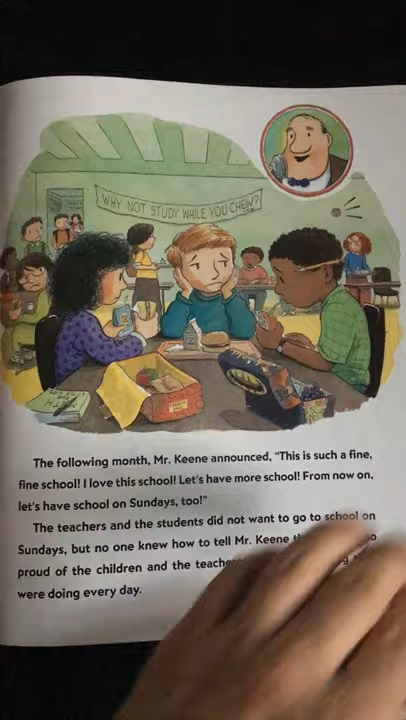 WHY NOT STUDY WHILE YOU CHEW?
The following month, Mr. Keene announced, "This is such a fine,
fine school! I love this school! Let's have more school! From now on,
let's have school on Sundays, too!"
The teachers and the students did not want to go to school on
Sundays, but no one knew how to tell Mr. Keene
proud of the children and the
were doing every day.